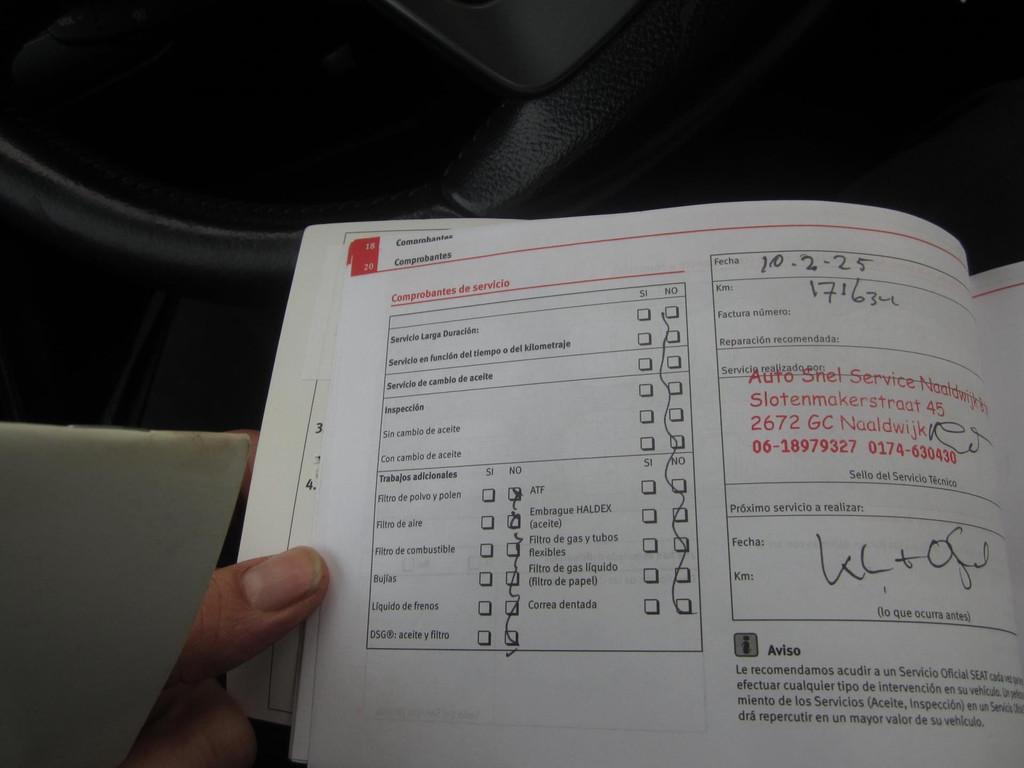 18 Comprobantes
20 Comprobantes
Comprobantes de servicio
SI NO
Servicio Larga Duración:
Servicio en función del tiempo o del kilometraje
Servicio de cambio de aceite
Inspección
Sin cambio de aceite
Con cambio de aceite
Trabajos adicionales SI NO SI NO
Filtro de polvo y polen
Filtro de aire
Filtro de combustible
Bujías
Líquido de frenos
DSG®: aceite y filtro
ATF
Embrague HALDEX
(aceite)
Filtro de gas y tubos
flexibles
Filtro de gas líquido
(filtro de papel)
Correa dentada
Fecha 10-2-25
Km:
Factura número:
Reparación recomendada:
Servicio realizado por:
Auto Snel Service Naaldwijk
Slotenmakerstraat 45
2672 GC Naaldwijk
06-18979327 0174-630430
Sello del Servicio Técnico
Próximo servicio a realizar:
Fecha:
Km:
(lo que ocurra antes)
i Aviso
Le recomendamos acudir a un Servicio Oficial SEAT cada vez
efectuar cualquier tipo de intervención en su vehículo. Un
miento de los Servicios (Aceite, Inspección) en un Servicio
drá repercutir en un mayor valor de su vehículo.
3
4.